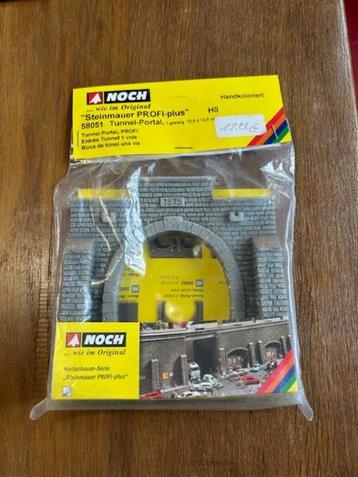 NOCH
... wie im Original
Handkoloriert
"Steinmauer PROFI-plus" H0
58051 Tunnel-Portal,
Tunnel Portal, PROFI
Entrée Tunnel 1 voie
Boca de túnel una vía
1875
NOCH
... wie im Original
Hartschaum-Serie
"Steinmauer PROFI-plus"